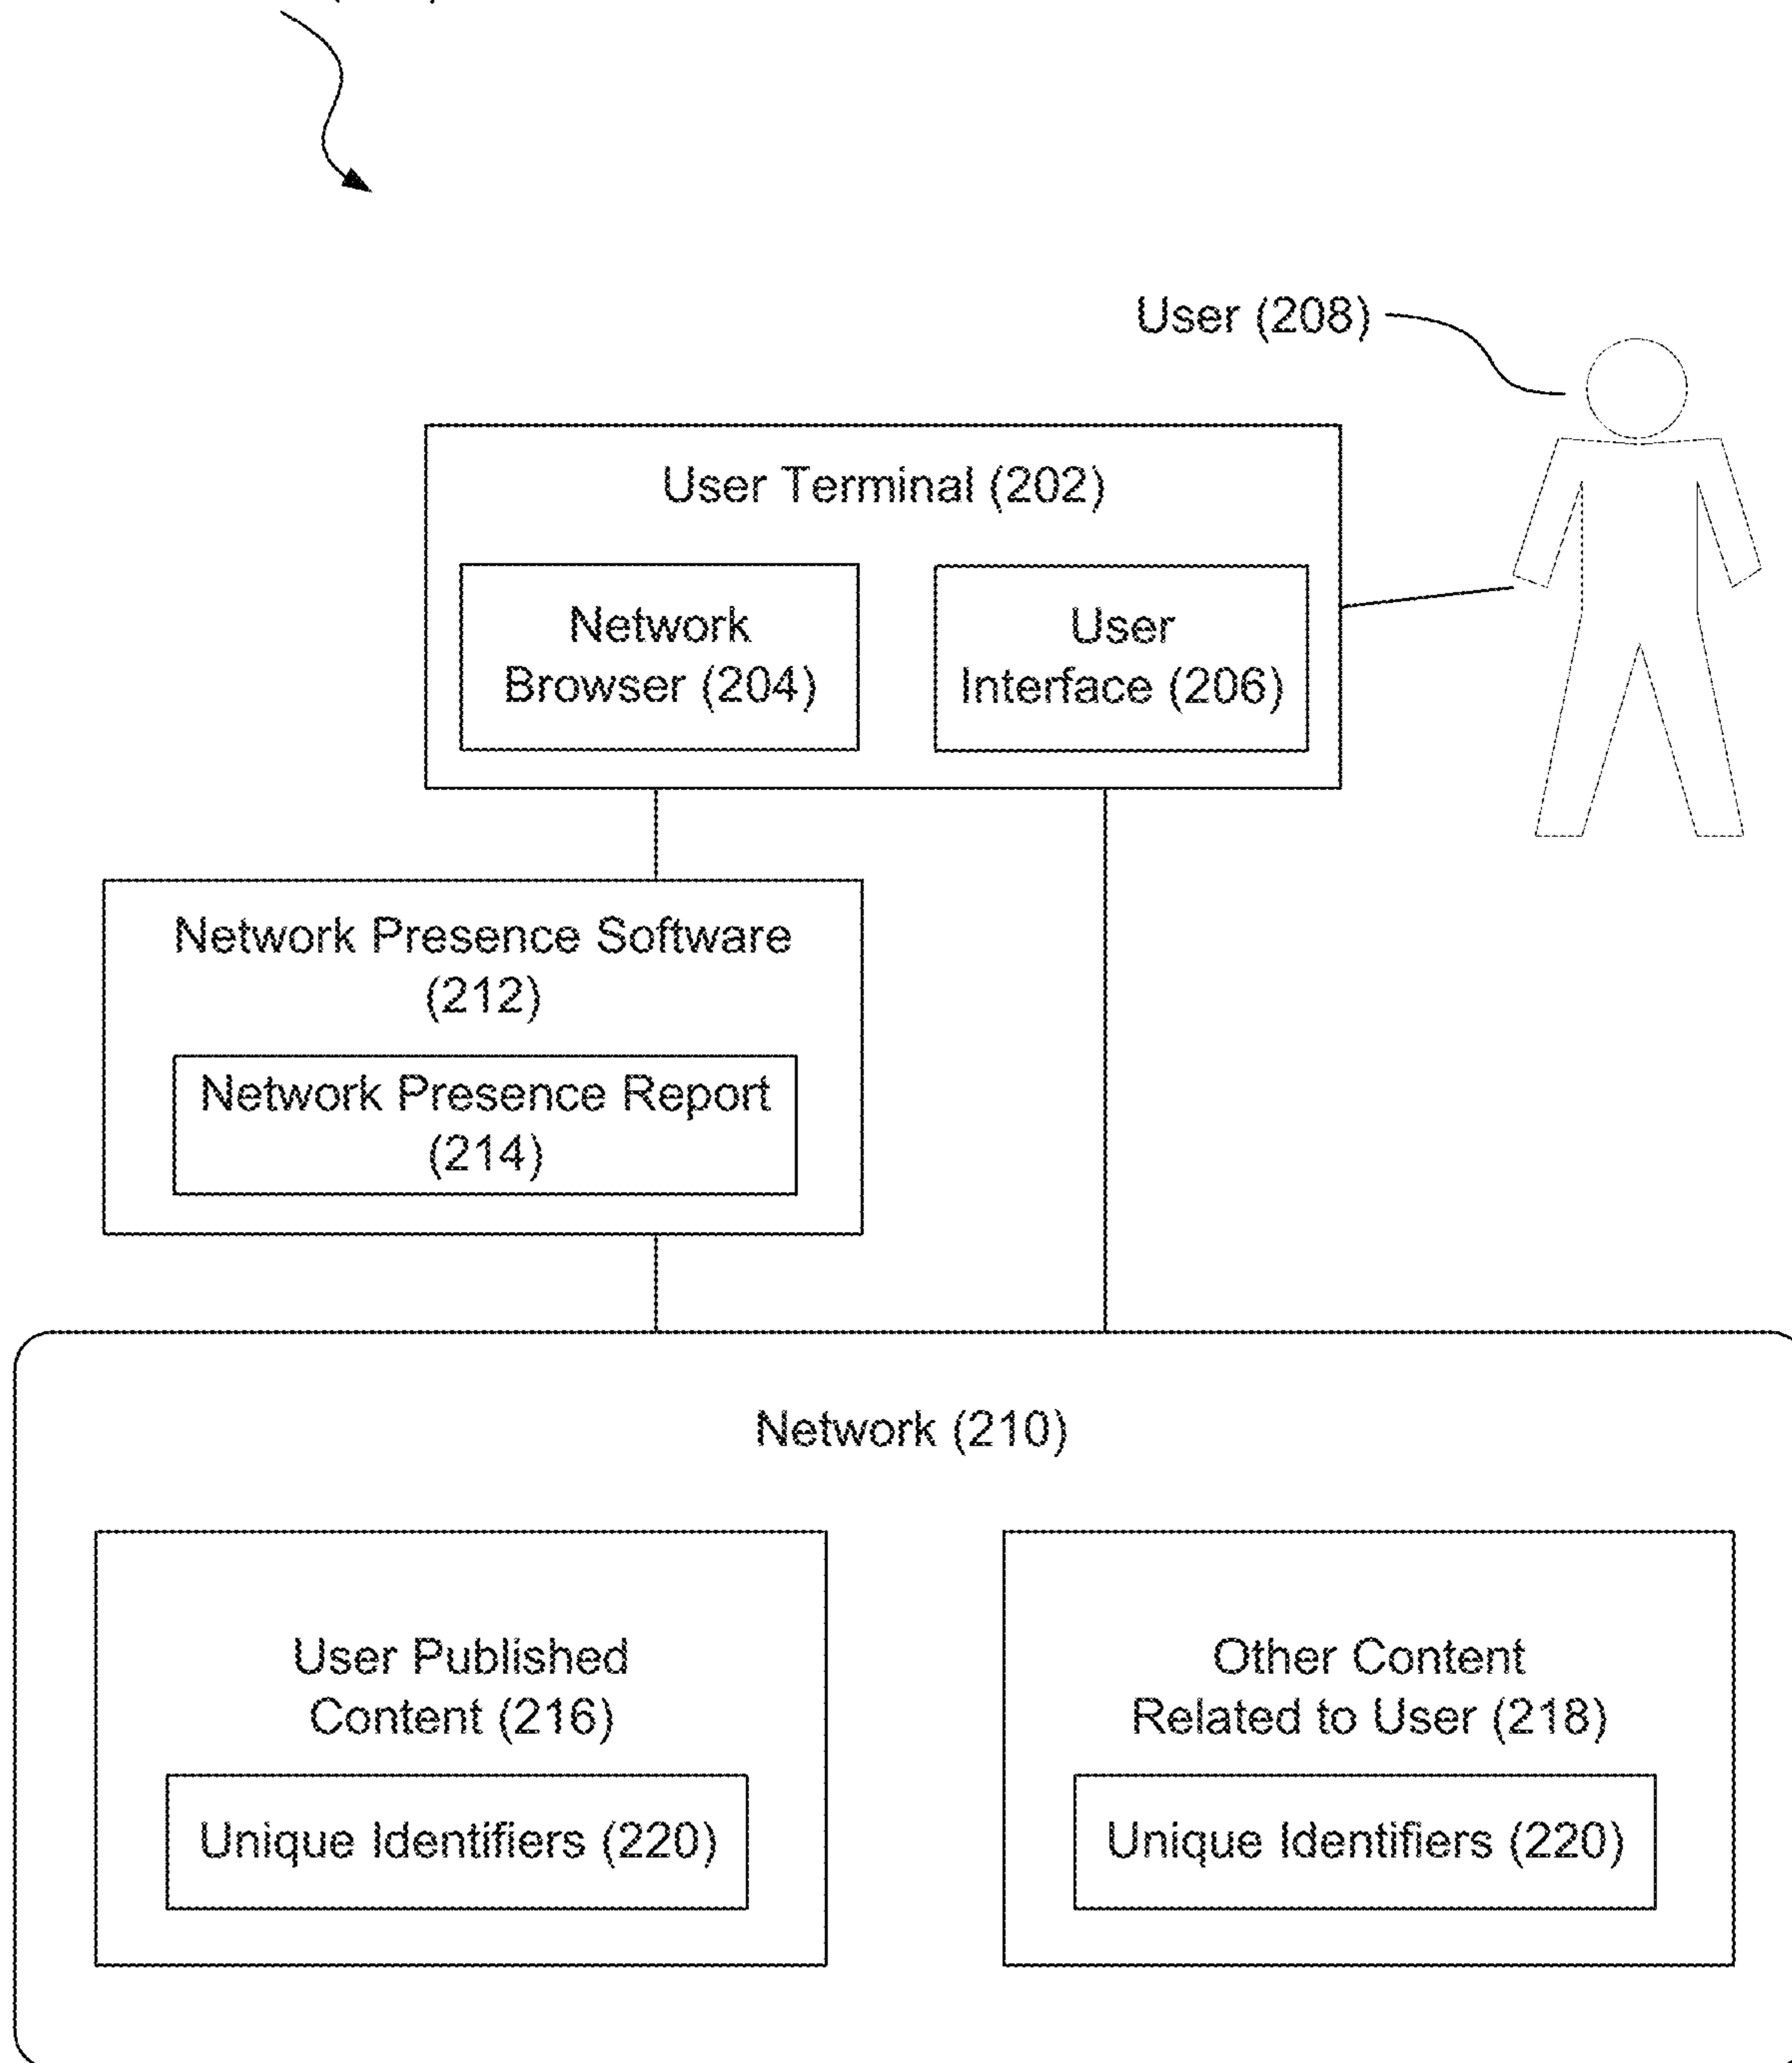 User (208)
User Terminal (202)
Network
Browser (204)
User
Interface (206)
Network Presence Software
(212)
Network Presence Report
(214)
Network (210)
User Published
Content (216)
Unique Identifiers (220)
Other Content
Related to User (218)
Unique Identifiers (220)